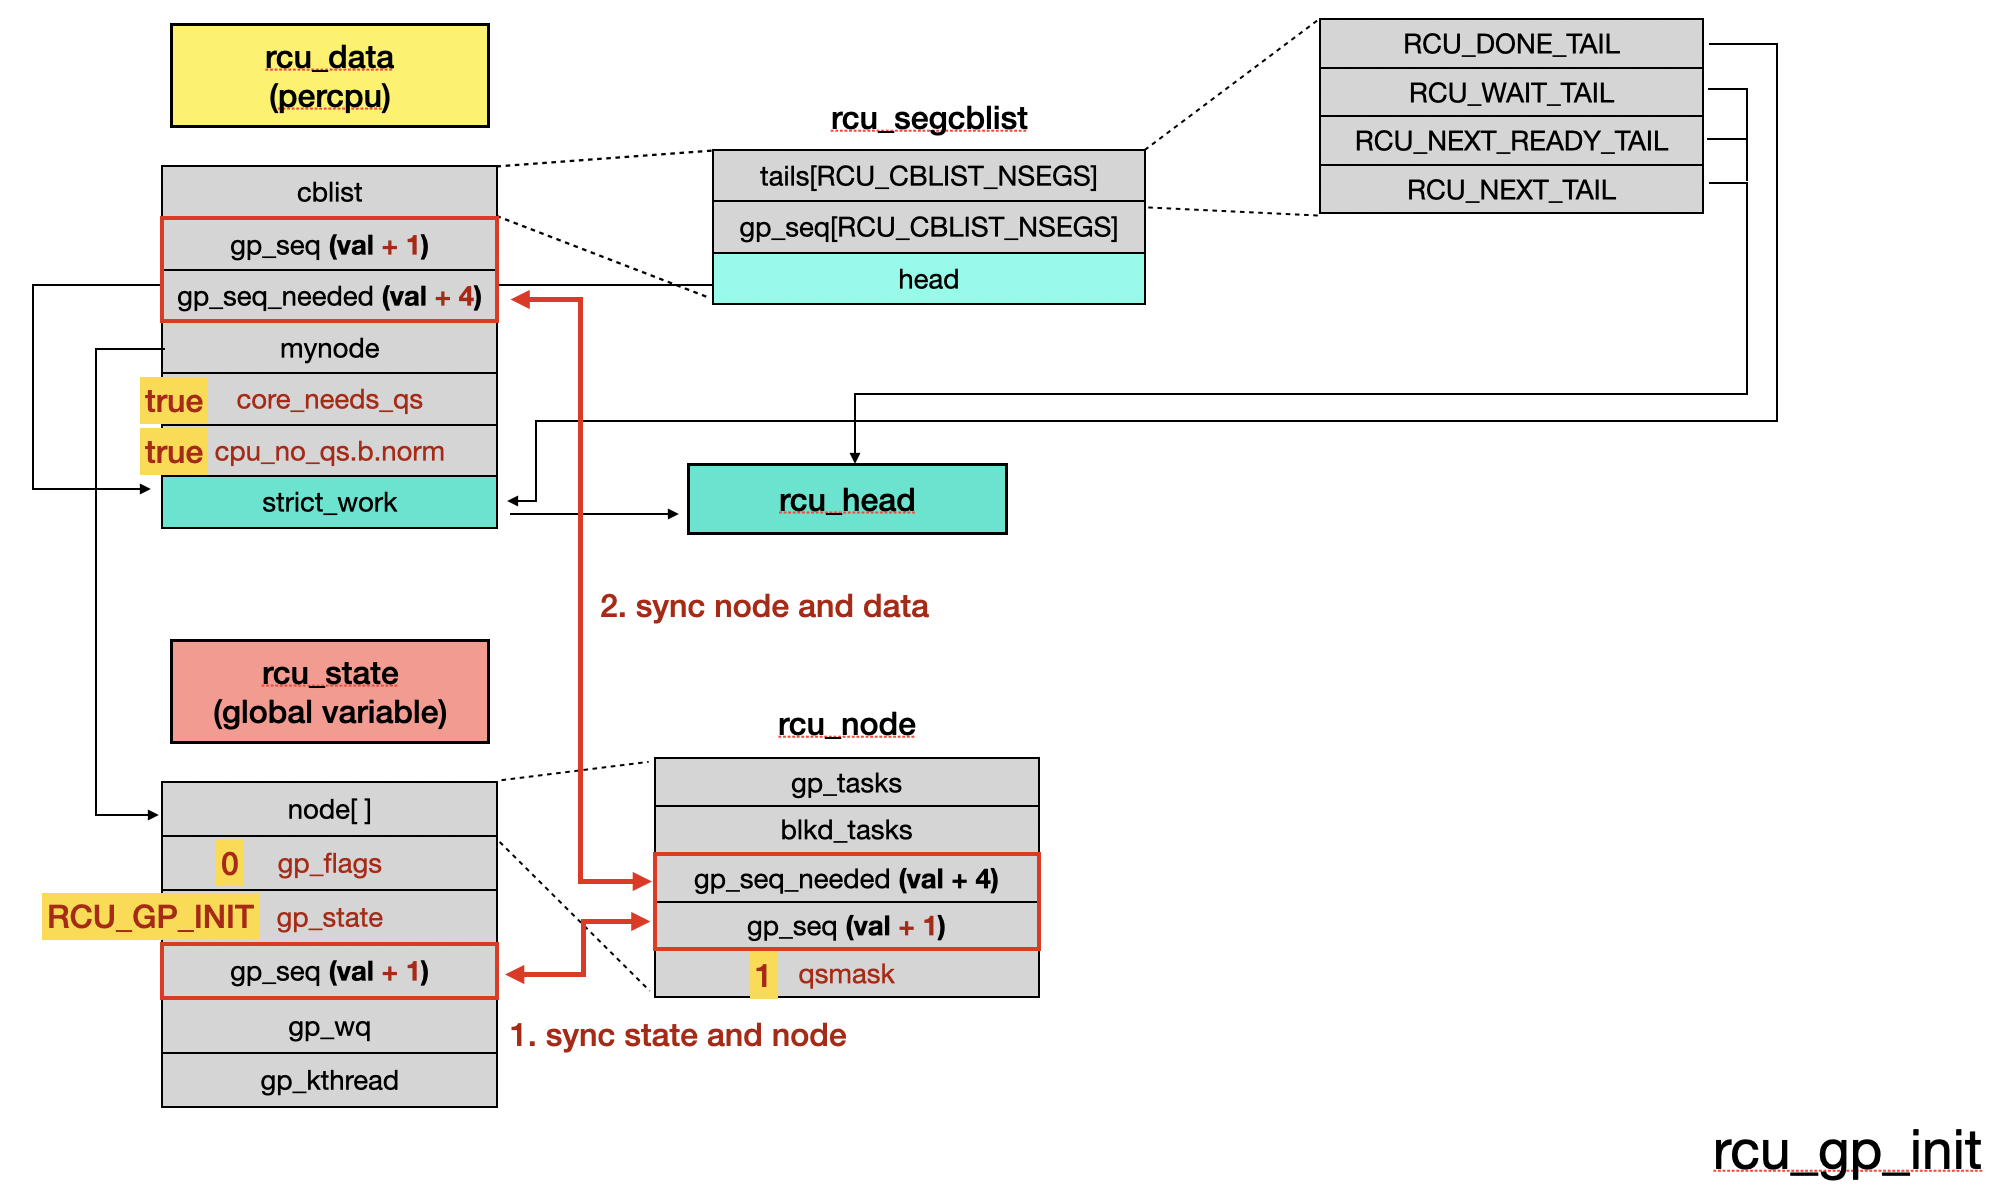 rcu_data
(percpu)
cblist
gp_seq (val + 1)
gp_seq_needed (val + 4)
mynode
true core_needs_qs
true cpu_no_qs.b.norm
strict_work
rcu_segcblist
tails[RCU_CBLIST_NSEGS]
gp_seq[RCU_CBLIST_NSEGS]
head
RCU_DONE_TAIL
RCU_WAIT_TAIL
RCU_NEXT_READY_TAIL
RCU_NEXT_TAIL
rcu_head
2. sync node and data
rcu_state
(global variable)
node[ ]
0 gp_flags
RCU_GP_INIT gp_state
gp_seq (val + 1)
gp_wq
gp_kthread
rcu_node
gp_tasks
blkd_tasks
gp_seq_needed (val + 4)
gp_seq (val + 1)
1 qsmask
1. sync state and node
rcu_gp_init